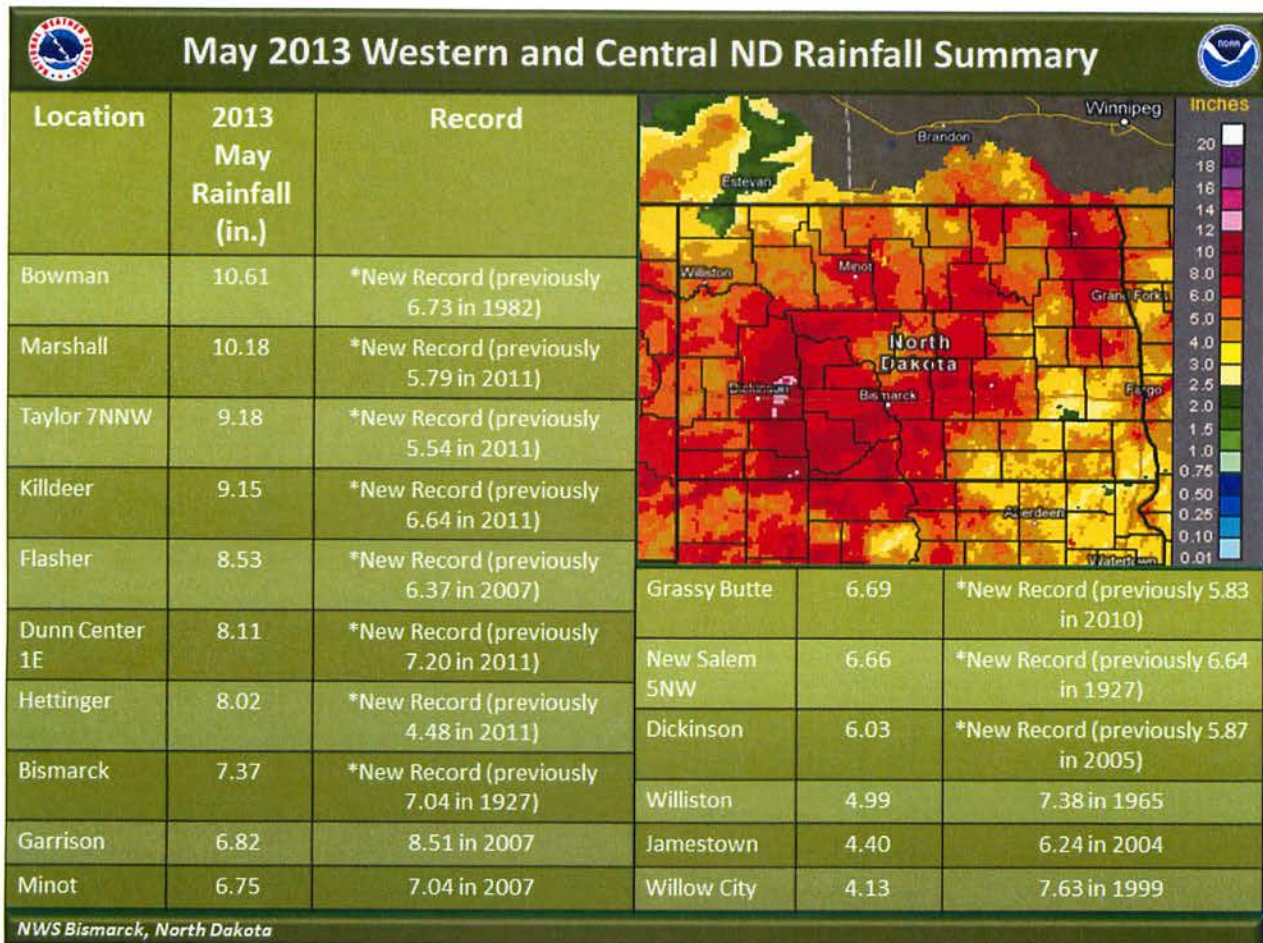 May 2013 Western and Central ND Rainfall Summary
NOAA
Location
2013
May
Rainfall
(in.)
Record
Bowman
10.61
*New Record (previously
6.73 in 1982)
Marshall
10.18
*New Record (previously
5.79 in 2011)
Taylor 7NNW
9.18
*New Record (previously
5.54 in 2011)
Killdeer
9.15
*New Record (previously
6.64 in 2011)
Flasher
8.53
*New Record (previously
6.37 in 2007)
Dunn Center
1E
8.11
*New Record (previously
7.20 in 2011)
Hettinger
8.02
*New Record (previously
4.48 in 2011)
Bismarck
7.37
*New Record (previously
7.04 in 1927)
Garrison
6.82
8.51 in 2007
Minot
6.75
7.04 in 2007
Winnipeg
Brandon
Estevan
Williston
Minot
Grand Forks
North
Dakota
Dickinson
Bismarck
Fargo
Aberdeen
Watertown
Inches
20
18
16
14
12
10
8.0
6.0
5.0
4.0
3.0
2.5
2.0
1.5
1.0
0.75
0.50
0.25
0.10
0.01
Grassy Butte
6.69
*New Record (previously 5.83
in 2010)
New Salem
5NW
6.66
*New Record (previously 6.64
in 1927)
Dickinson
6.03
*New Record (previously 5.87
in 2005)
Williston
4.99
7.38 in 1965
Jamestown
4.40
6.24 in 2004
Willow City
4.13
7.63 in 1999
NWS Bismarck, North Dakota